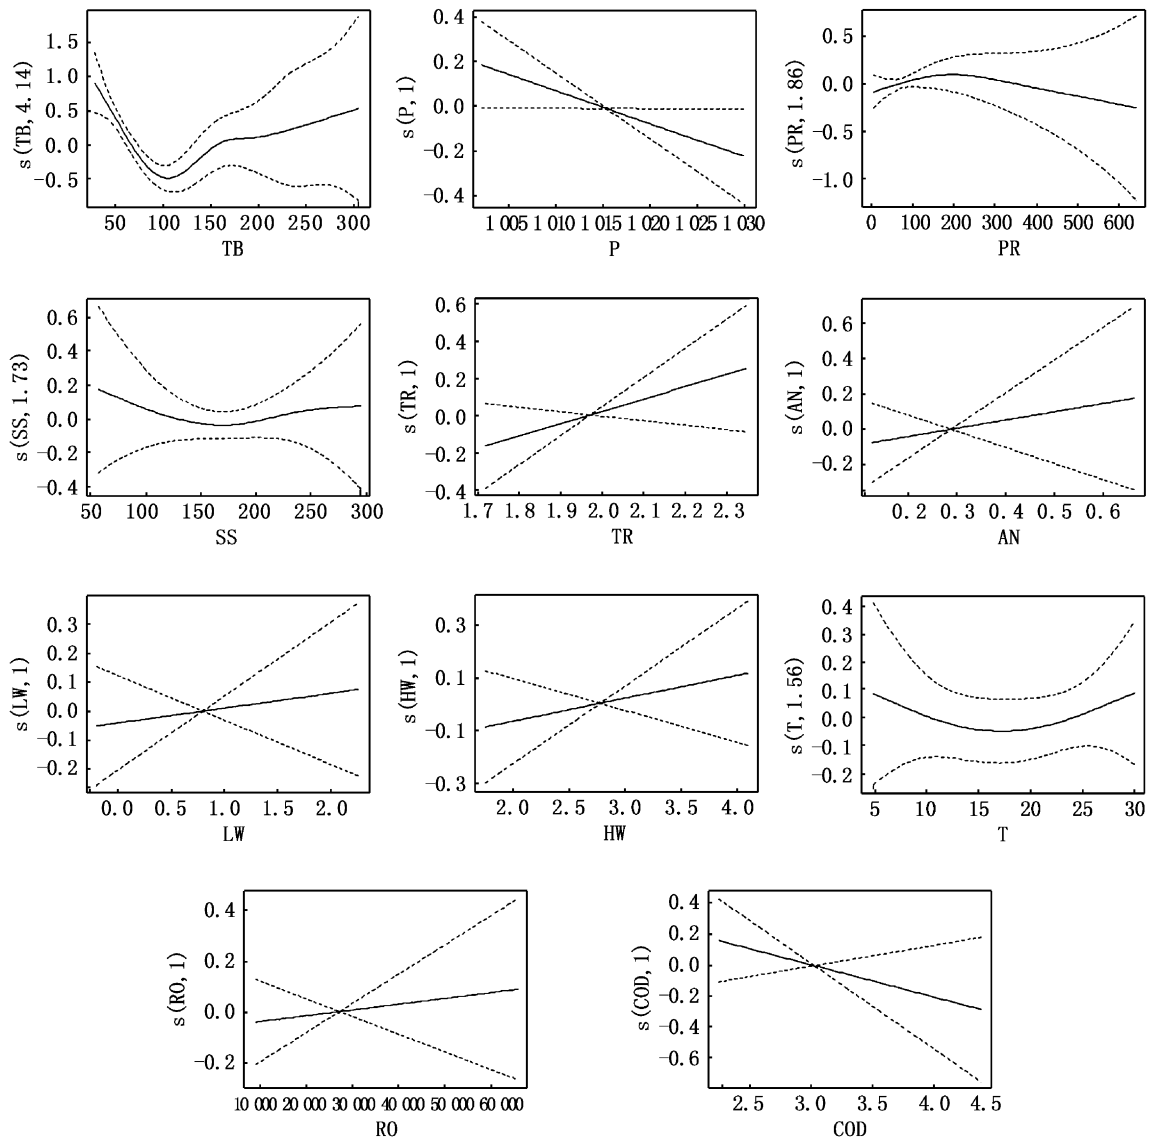 s(TB, 4.14)
1.5
1.0
0.5
0.0
−0.5
50 100 150 200 250 300
TB
s(P, 1)
0.4
0.2
0.0
−0.2
−0.4
1 005 1 010 1 015 1 020 1 025 1 030
P
s(PR, 1.86)
0.5
0.0
−0.5
−1.0
0 100 200 300 400 500 600
PR
s(SS, 1.73)
0.6
0.4
0.2
0.0
−0.2
−0.4
50 100 150 200 250 300
SS
s(TR, 1)
0.6
0.4
0.2
0.0
−0.2
−0.4
1.7 1.8 1.9 2.0 2.1 2.2 2.3
TR
s(AN, 1)
0.6
0.4
0.2
0.0
−0.2
0.2 0.3 0.4 0.5 0.6
AN
s(LW, 1)
0.3
0.2
0.1
0.0
−0.1
−0.2
0.0 0.5 1.0 1.5 2.0
LW
s(HW, 1)
0.3
0.1
−0.1
−0.3
2.0 2.5 3.0 3.5 4.0
HW
s(T, 1.56)
0.4
0.3
0.2
0.1
0.0
−0.1
−0.2
5 10 15 20 25 30
T
s(RO, 1)
0.4
0.2
0.0
−0.2
10 000 20 000 30 000 40 000 50 000 60 000
RO
s(COD, 1)
0.4
0.2
0.0
−0.2
−0.4
−0.6
2.5 3.0 3.5 4.0 4.5
COD